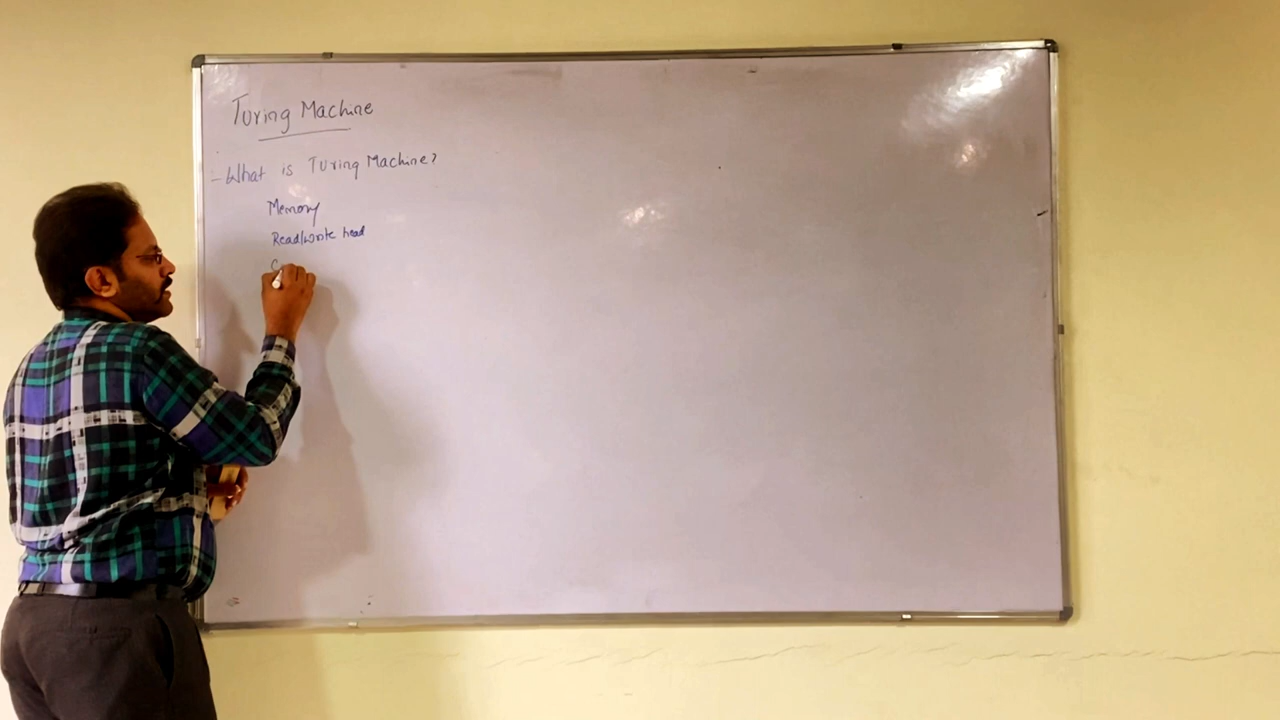 Turing Machine
- What is Turing Machine?
Memory
Read/write head
C